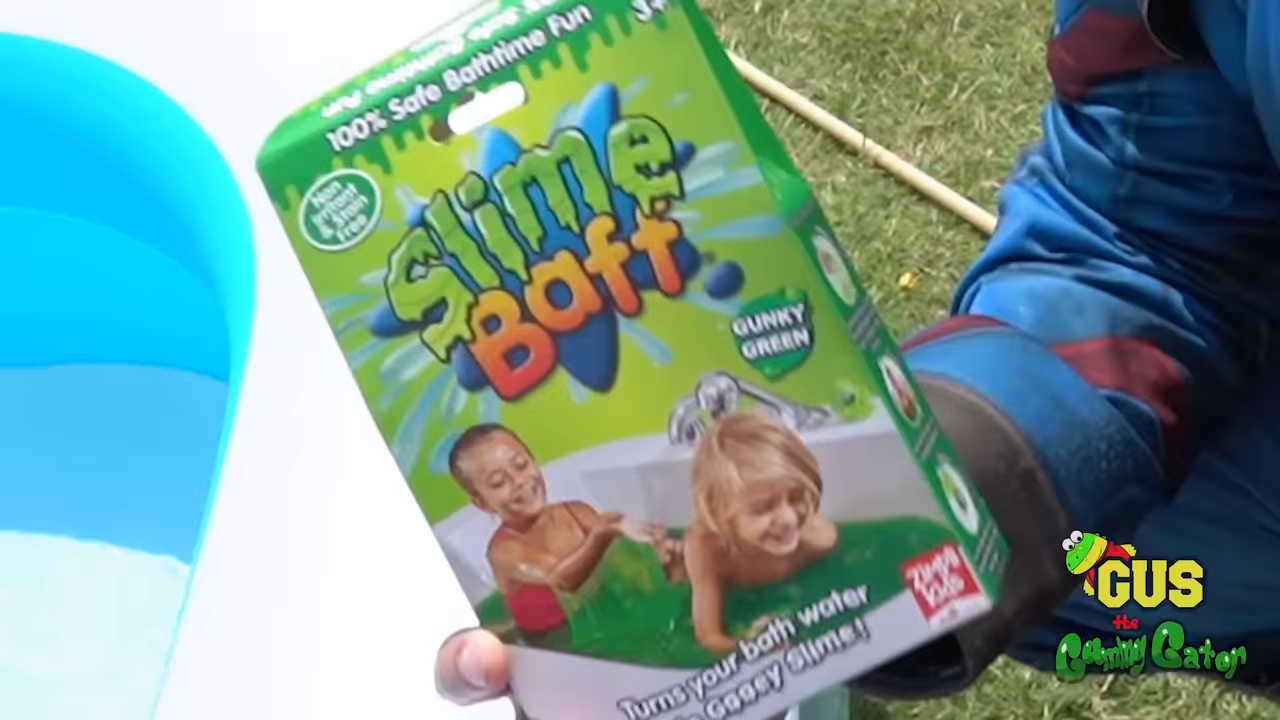 100% Safe Bathtime Fun
3+
Non
Irritant
& Stain
Free
Slime
Baft
GUNKY
GREEN
ZIMPLI
KIDS
Turns your bath water
Gooey Slime!
GUS
the
Gummy Gator